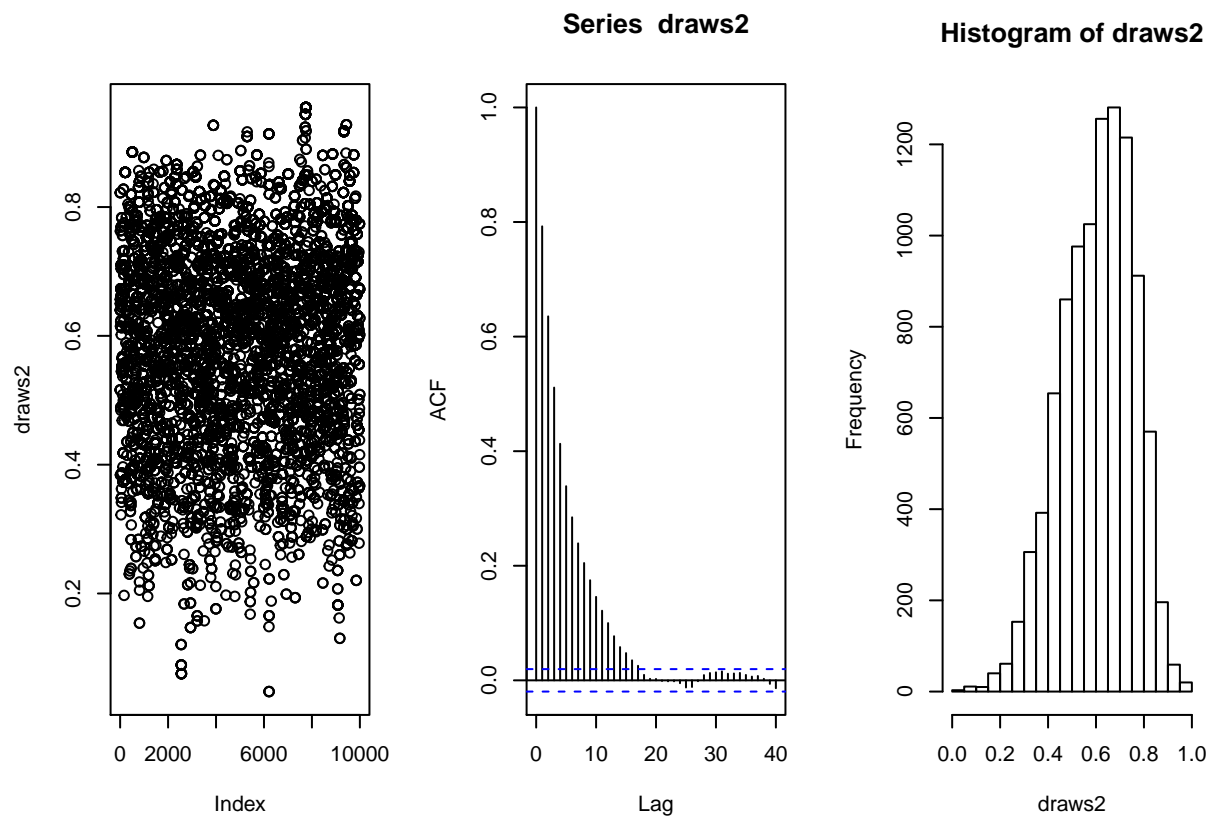 0 2000 6000 10000
0.2 0.4 0.6 0.8
Index
draws2
Series draws2
0 10 20 30 40
0.0 0.2 0.4 0.6 0.8 1.0
Lag
ACF
Histogram of draws2
0.0 0.2 0.4 0.6 0.8 1.0
0 200 400 600 800 1000 1200
draws2
Frequency